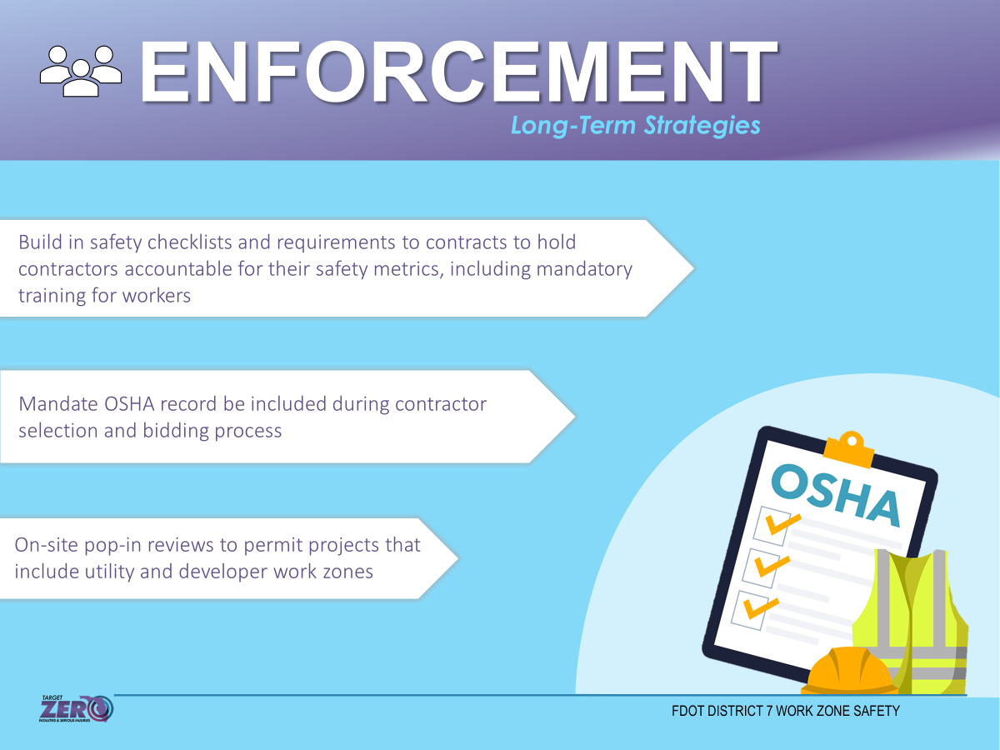 ENFORCEMENT
Long-Term Strategies
Build in safety checklists and requirements to contracts to hold
contractors accountable for their safety metrics, including mandatory
training for workers
Mandate OSHA record be included during contractor
selection and bidding process
On-site pop-in reviews to permit projects that
include utility and developer work zones
OSHA
TARGET
ZERO
FATALITIES & SERIOUS INJURIES
FDOT DISTRICT 7 WORK ZONE SAFETY